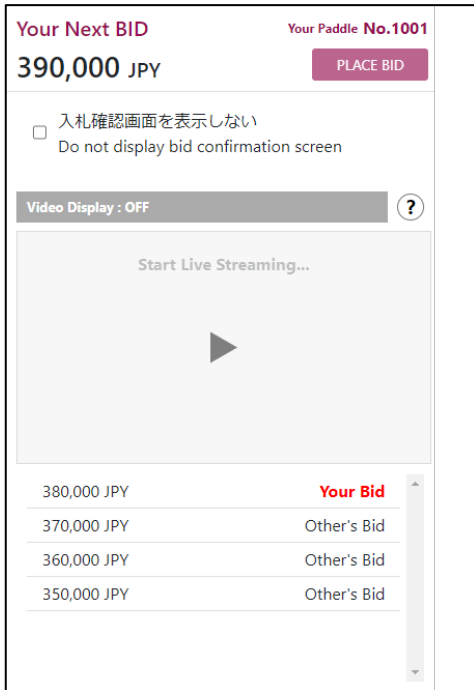 Your Next BID
Your Paddle No.1001
390,000 JPY
PLACE BID
入札確認画面を表示しない
Do not display bid confirmation screen
Video Display : OFF
?
Start Live Streaming...
380,000 JPY Your Bid
370,000 JPY Other's Bid
360,000 JPY Other's Bid
350,000 JPY Other's Bid